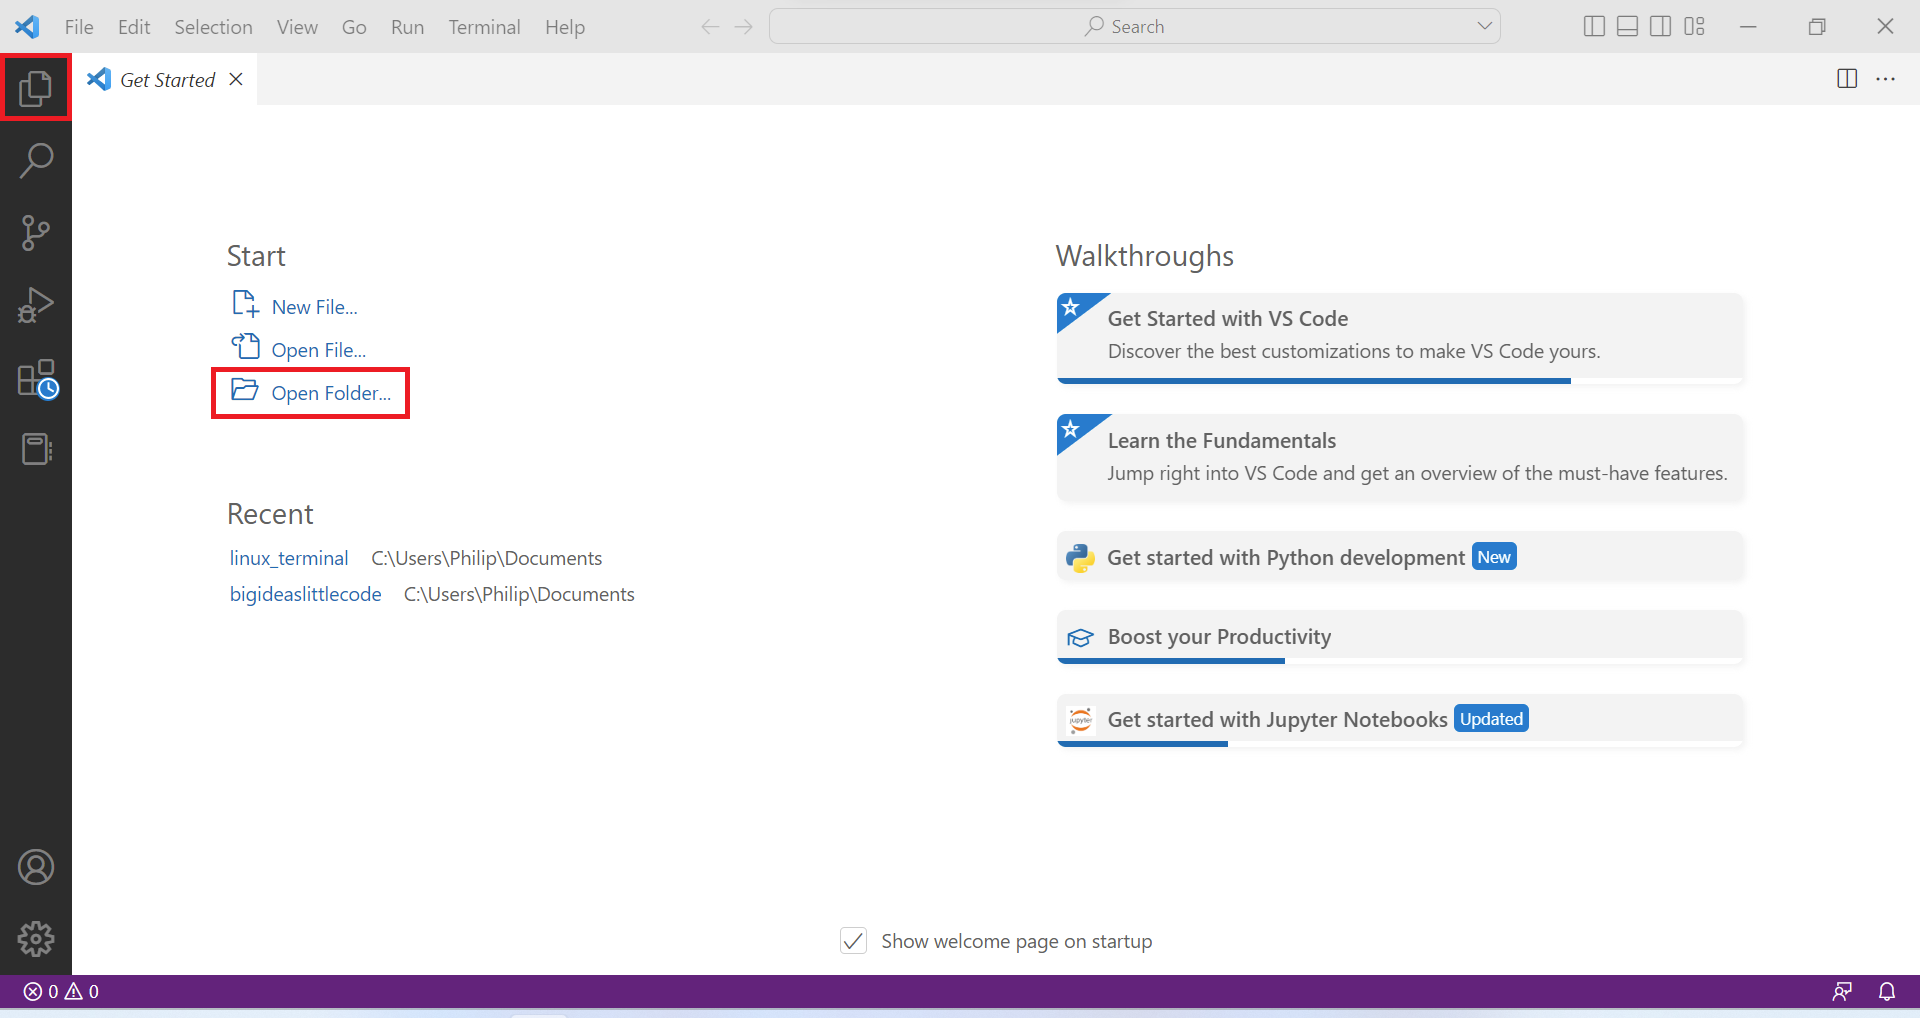 File Edit Selection View Go Run Terminal Help Search
Get Started
Start
New File...
Open File...
Open Folder...
Recent
linux_terminal C:\Users\Philip\Documents
bigideaslittlecode C:\Users\Philip\Documents
Walkthroughs
Get Started with VS Code
Discover the best customizations to make VS Code yours.
Learn the Fundamentals
Jump right into VS Code and get an overview of the must-have features.
Get started with Python development New
Boost your Productivity
jupyter
Get started with Jupyter Notebooks Updated
Show welcome page on startup
0 0